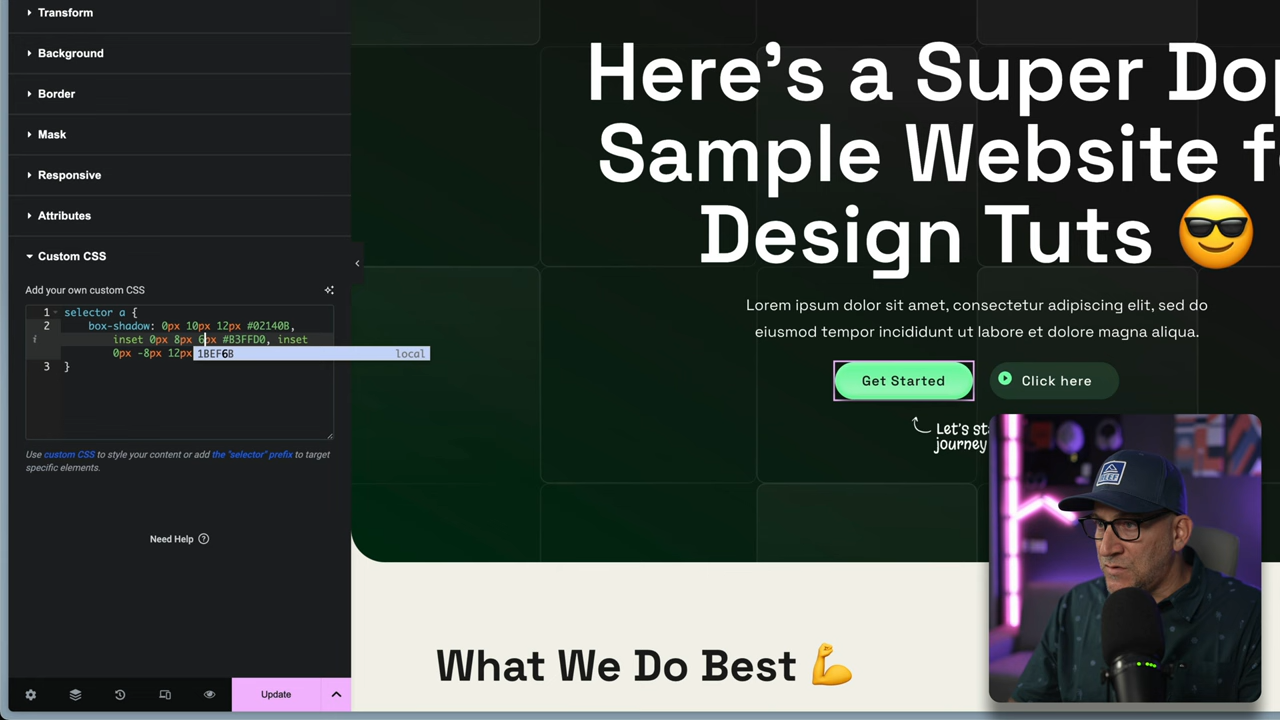 Transform
Background
Border
Mask
Responsive
Attributes
Custom CSS
Add your own custom CSS
1 selector a {
2 box-shadow: 0px 10px 12px #02140B,
i inset 0px 8px 6px #B3FFD0, inset
0px -8px 12px
1BEF6B local
3 }
Use custom CSS to style your content or add the "selector" prefix to target
specific elements.
Need Help
Update
Here's a Super Dop
Sample Website f
Design Tuts 😎
Lorem ipsum dolor sit amet, consectetur adipiscing elit, sed do
eiusmod tempor incididunt ut labore et dolore magna aliqua.
Get Started
Click here
Let's st
journey
What We Do Best 💪